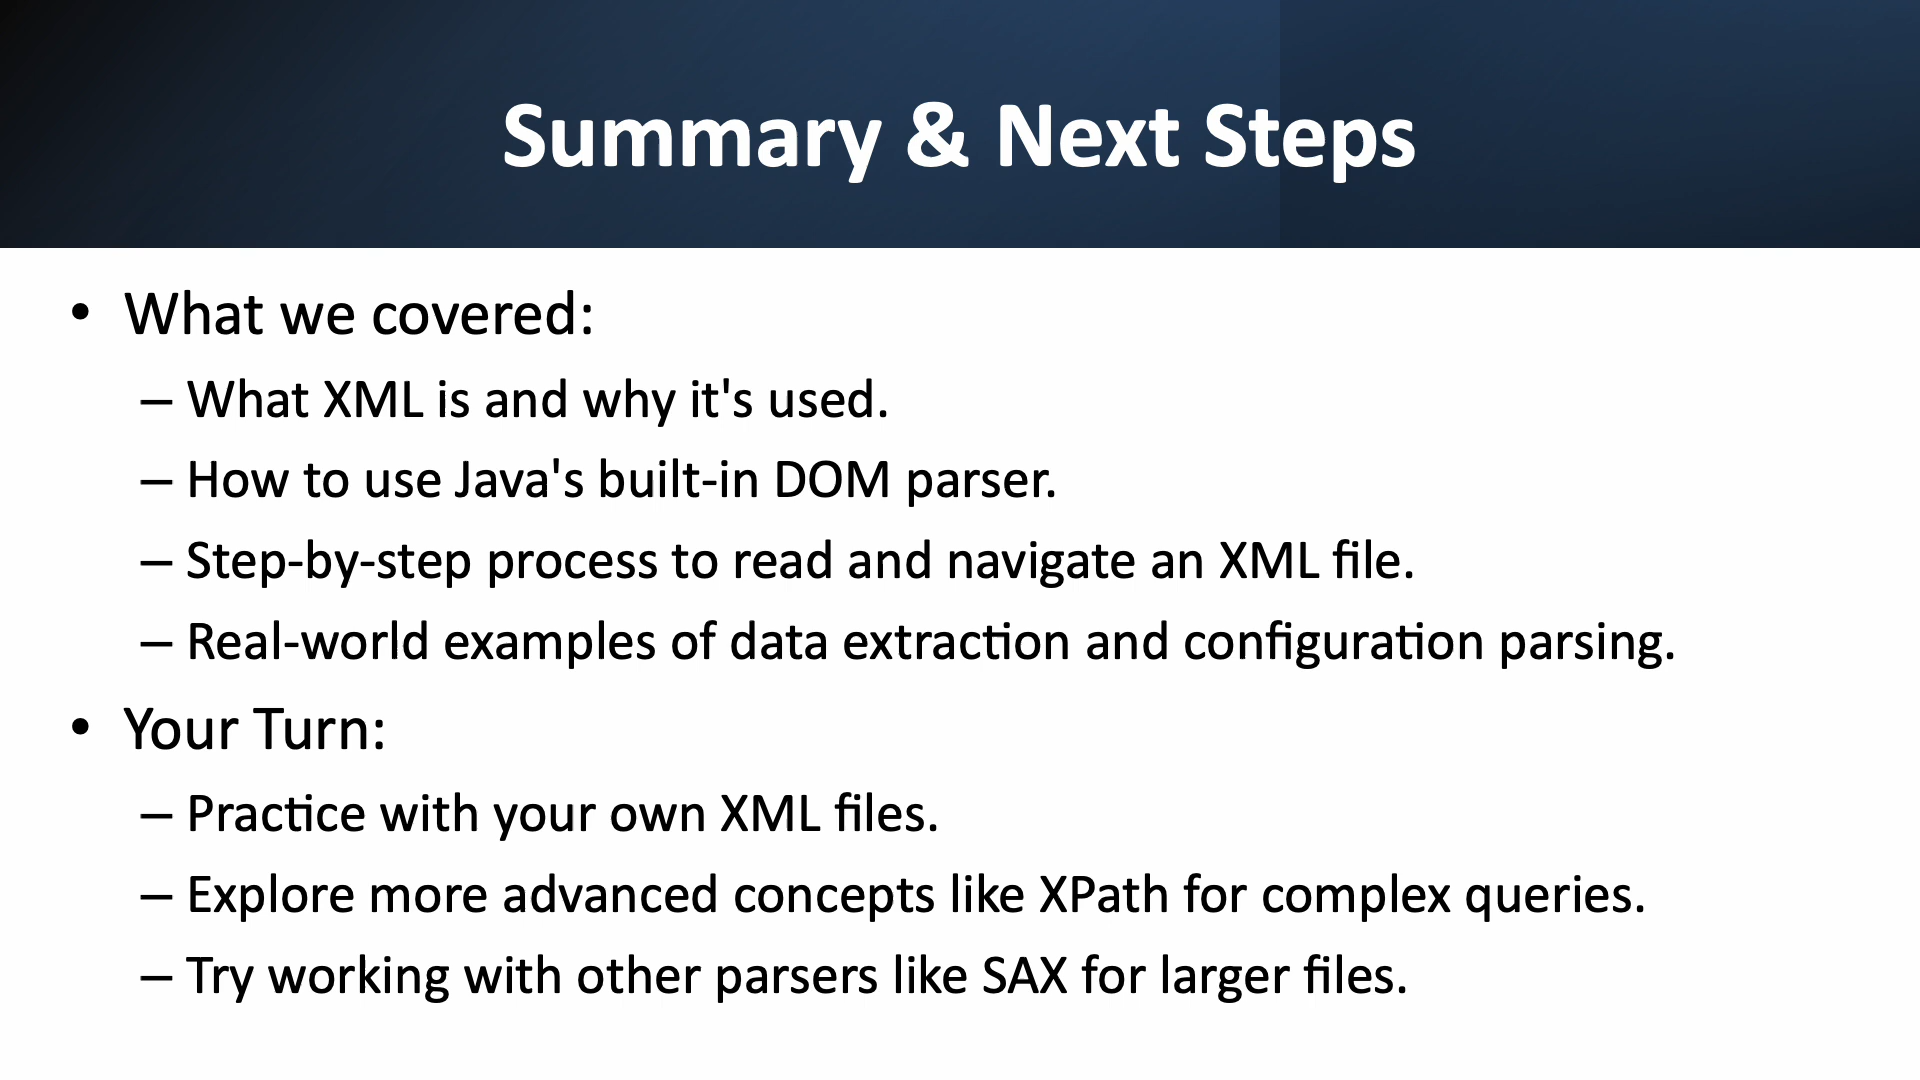 Summary & Next Steps
• What we covered:
– What XML is and why it's used.
– How to use Java's built-in DOM parser.
– Step-by-step process to read and navigate an XML file.
– Real-world examples of data extraction and configuration parsing.
• Your Turn:
– Practice with your own XML files.
– Explore more advanced concepts like XPath for complex queries.
– Try working with other parsers like SAX for larger files.